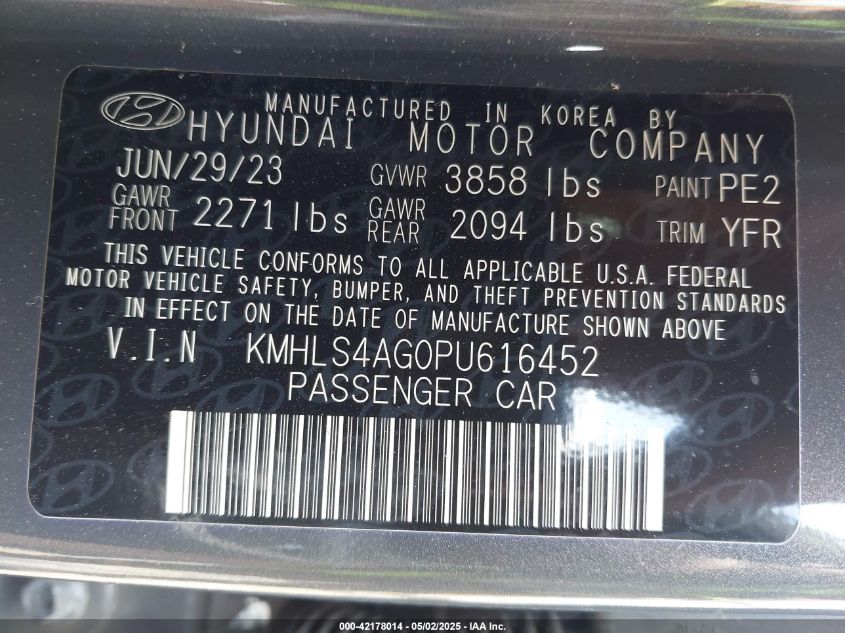 MANUFACTURED IN KOREA BY
HYUNDAI MOTOR COMPANY
JUN/29/23 GVWR 3858 lbs PAINT PE2
GAWR FRONT 2271 lbs GAWR REAR 2094 lbs TRIM YFR
THIS VEHICLE CONFORMS TO ALL APPLICABLE U.S.A. FEDERAL
MOTOR VEHICLE SAFETY, BUMPER, AND THEFT PREVENTION STANDARDS
IN EFFECT ON THE DATE OF MANUFACTURE SHOWN ABOVE
V.I.N KMHLS4AG0PU616452
PASSENGER CAR
000-42178014 - 05/02/2025 - IAA Inc.